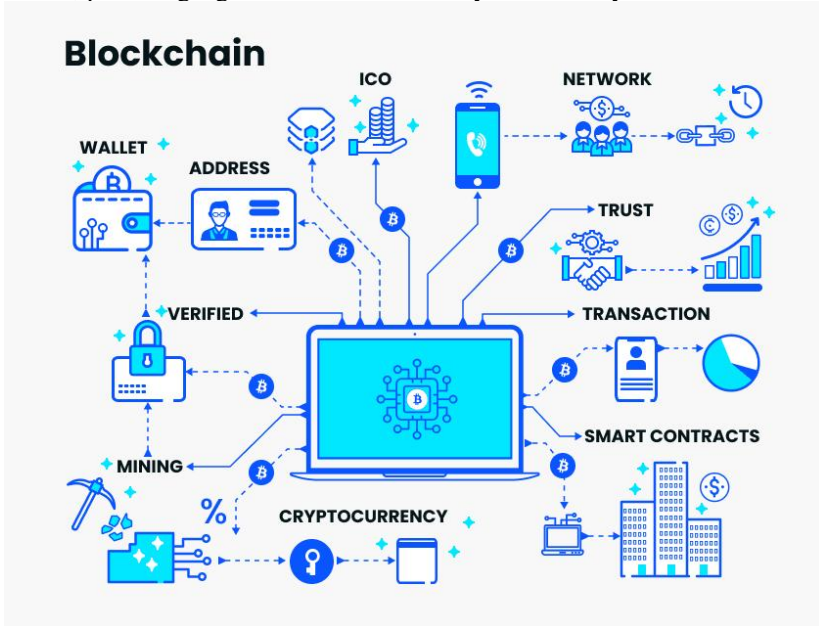 Blockchain
ICO
NETWORK
WALLET
ADDRESS
TRUST
VERIFIED
TRANSACTION
SMART CONTRACTS
MINING
%
CRYPTOCURRENCY